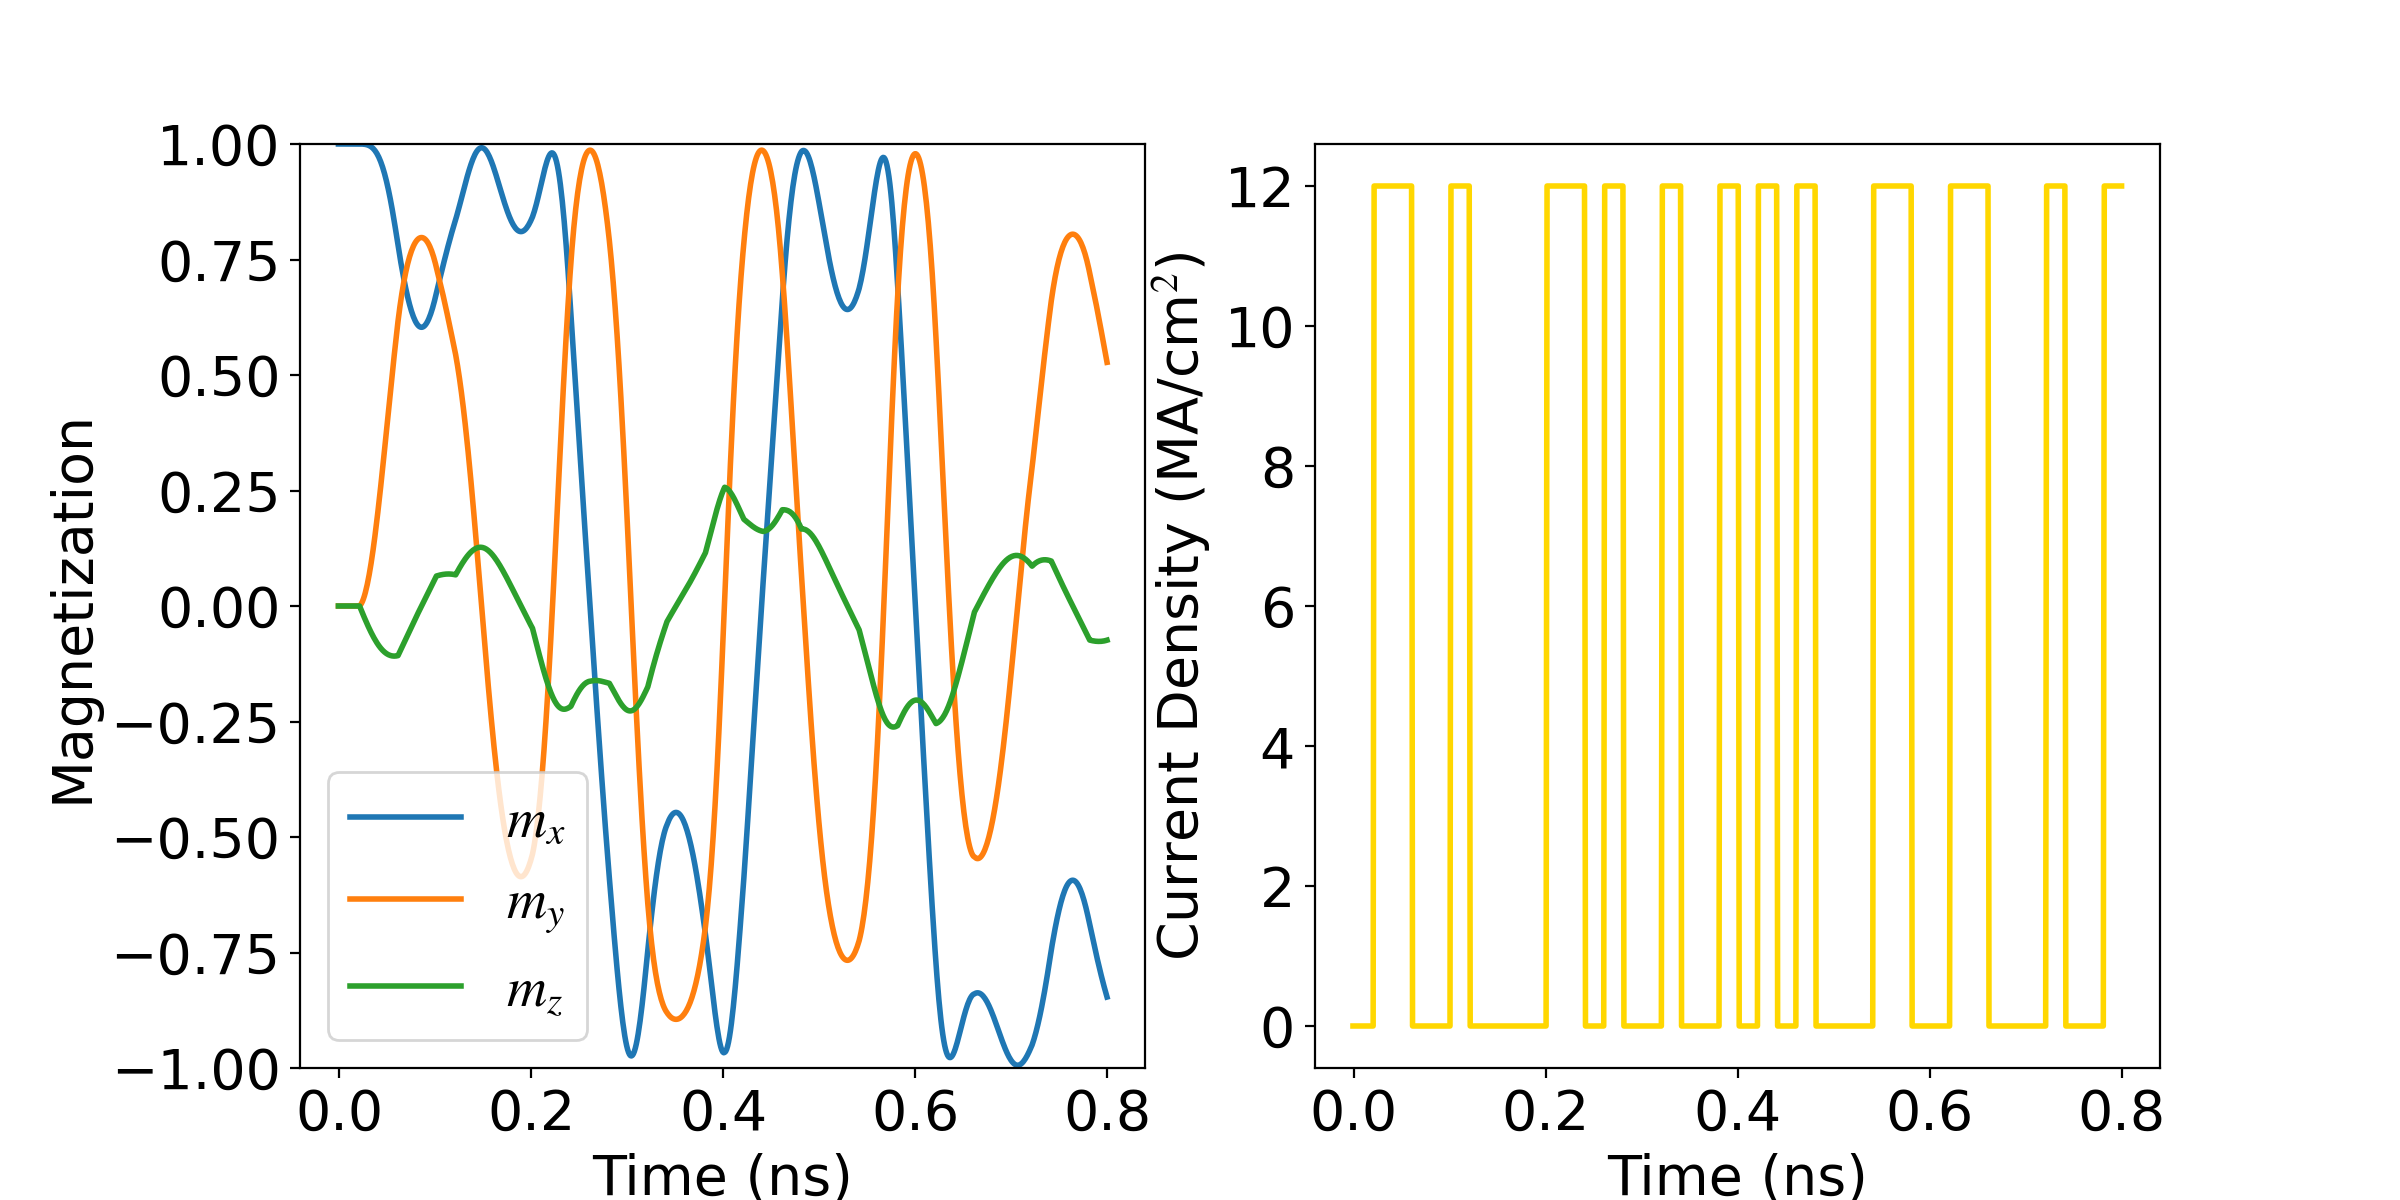 1.00
0.75
0.50
0.25
0.00
−0.25
−0.50
−0.75
−1.00
Magnetization
m_x
m_y
m_z
0.0 0.2 0.4 0.6 0.8
Time (ns)
12
10
8
6
4
2
0
Current Density (MA/cm²)
0.0 0.2 0.4 0.6 0.8
Time (ns)